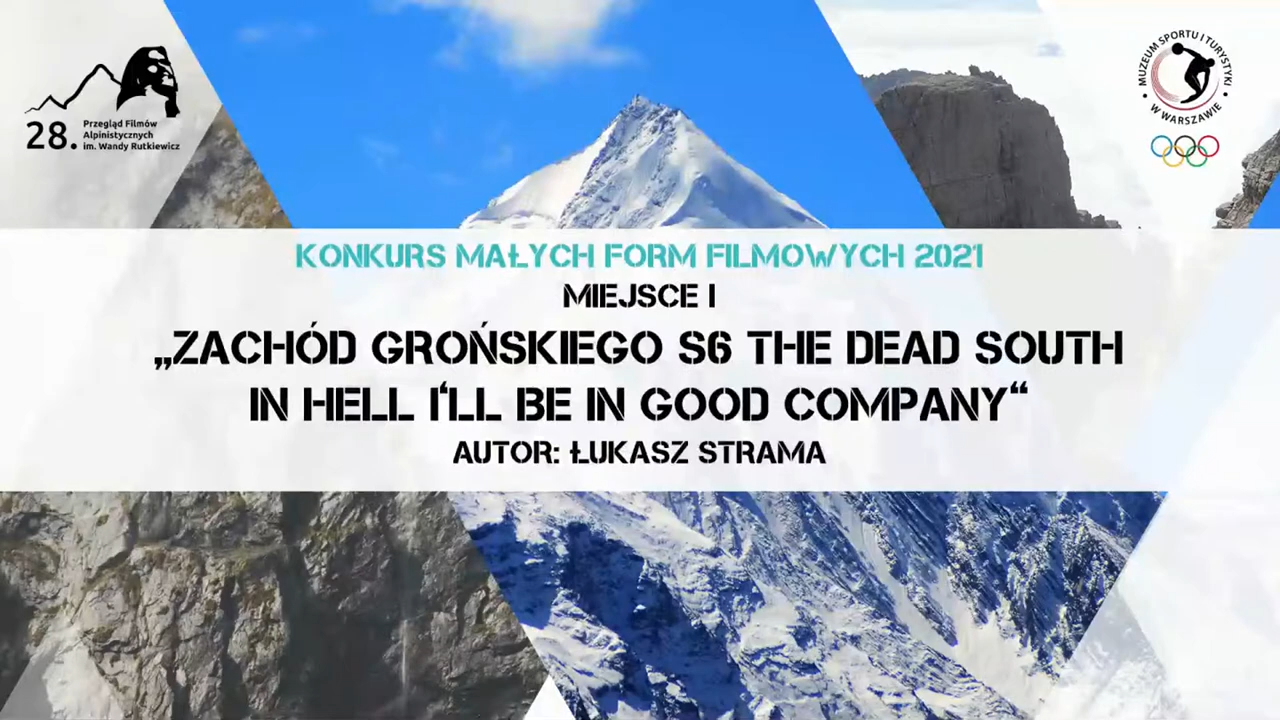 28.
Przegląd Filmów
Alpinistycznych
im. Wandy Rutkiewicz
• MUZEUM SPORTU I TURYSTYKI •
W WARSZAWIE
KONKURS MAŁYCH FORM FILMOWYCH 2021
MIEJSCE I
„ZACHÓD GROŃSKIEGO S6 THE DEAD SOUTH
IN HELL I‘LL BE IN GOOD COMPANY“
AUTOR: ŁUKASZ STRAMA